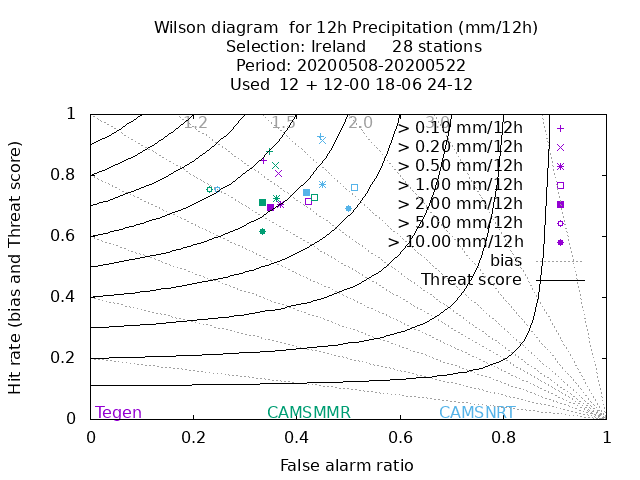 Wilson diagram  for 12h Precipitation (mm/12h)
Selection: Ireland     28 stations
Period: 20200508-20200522
Used  12 + 12-00 18-06 24-12
Hit rate (bias and Threat score)
1
0.8
0.6
0.4
0.2
0
1.2
1.5
2.0
3.0
> 0.10 mm/12h
> 0.20 mm/12h
> 0.50 mm/12h
> 1.00 mm/12h
> 2.00 mm/12h
> 5.00 mm/12h
> 10.00 mm/12h
bias
Threat score
Tegen
CAMSMMR
CAMSNRT
0
0.2
0.4
0.6
0.8
1
False alarm ratio